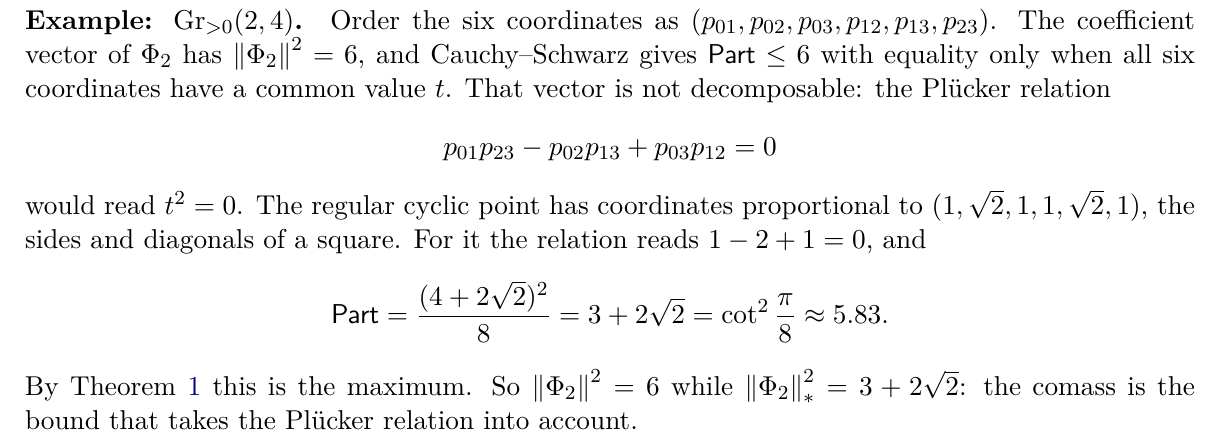 Example: Gr_{>0}(2, 4). Order the six coordinates as (p_{01}, p_{02}, p_{03}, p_{12}, p_{13}, p_{23}). The coefficient
vector of Φ_2 has ‖Φ_2‖^2 = 6, and Cauchy–Schwarz gives Part ≤ 6 with equality only when all six
coordinates have a common value t. That vector is not decomposable: the Plücker relation
p_{01}p_{23} − p_{02}p_{13} + p_{03}p_{12} = 0
would read t^2 = 0. The regular cyclic point has coordinates proportional to (1, √2, 1, 1, √2, 1), the
sides and diagonals of a square. For it the relation reads 1 − 2 + 1 = 0, and
Part = (4 + 2√2)^2 / 8 = 3 + 2√2 = cot^2 π/8 ≈ 5.83.
By Theorem 1 this is the maximum. So ‖Φ_2‖^2 = 6 while ‖Φ_2‖_*^2 = 3 + 2√2: the comass is the
bound that takes the Plücker relation into account.